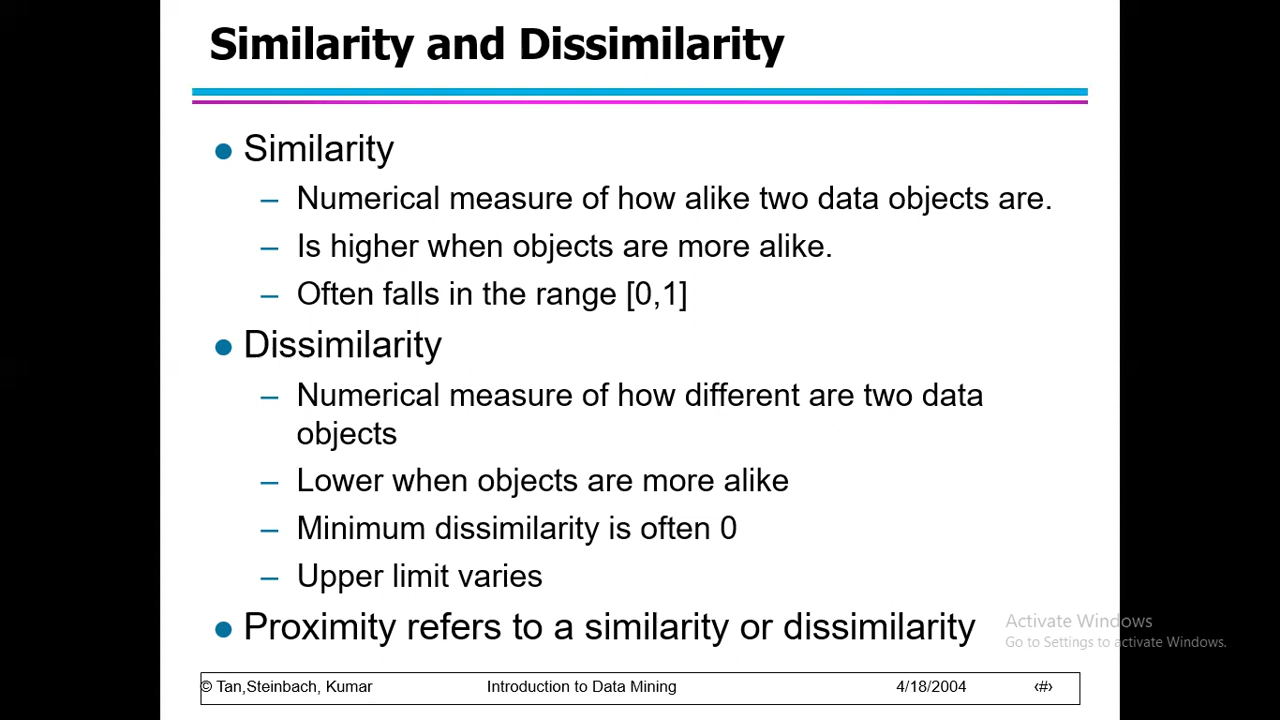 Similarity and Dissimilarity
● Similarity
– Numerical measure of how alike two data objects are.
– Is higher when objects are more alike.
– Often falls in the range [0,1]
● Dissimilarity
– Numerical measure of how different are two data
objects
– Lower when objects are more alike
– Minimum dissimilarity is often 0
– Upper limit varies
● Proximity refers to a similarity or dissimilarity
Activate Windows
Go to Settings to activate Windows.
© Tan,Steinbach, Kumar Introduction to Data Mining 4/18/2004 ‹#›